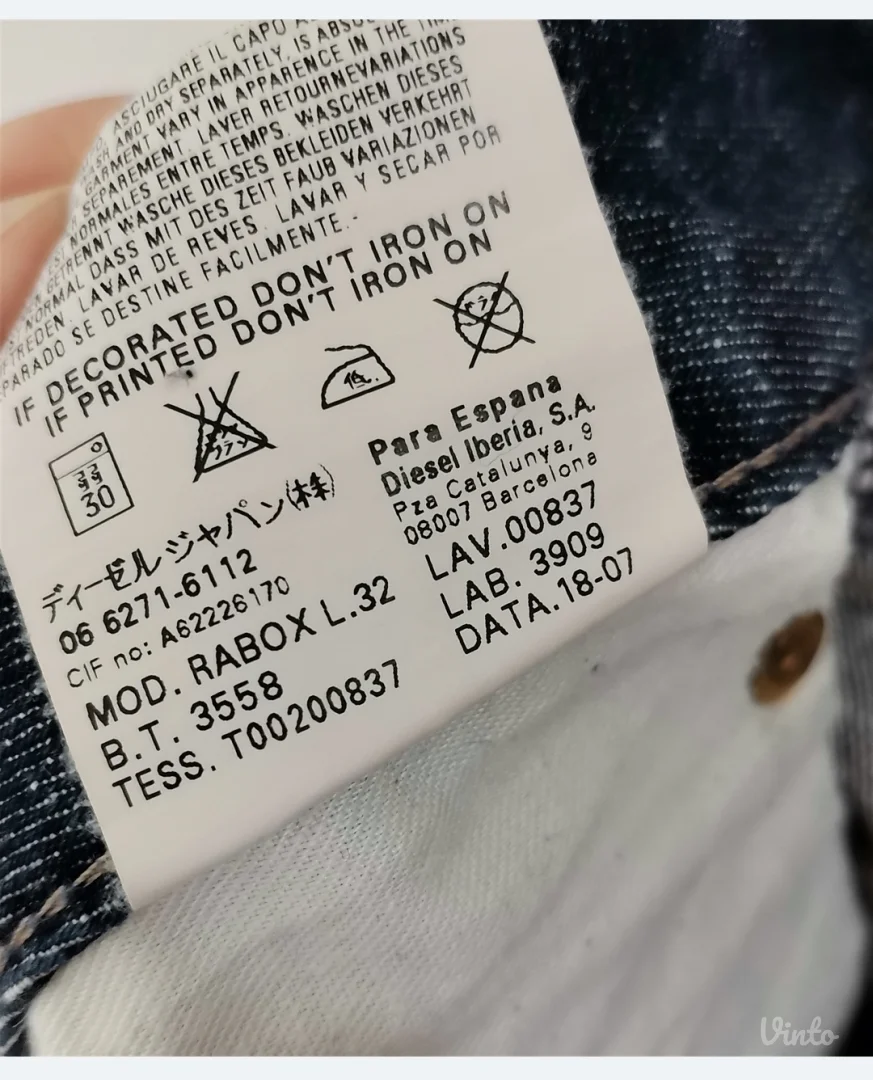 ASCIUGARE IL CAPO
AND DRY SEPARATELY, IS
GARMENT VARY IN APPARENCE IN THE
SEPAREMENT. LAVER RETOURNEVARIATIONS
NORMALES ENTRE TEMPS. WASCHEN DIESES
GETRENNT WASCHE DIESES BEKLEIDEN VERKEHRT
NORMAL DASS MIT DES ZEIT FAUB VARIAZIONEN
LAVAR DE REVES. LAVAR Y SECAR POR
SE DESTINE FACILMENTE.-
IF DECORATED DON'T IRON ON
IF PRINTED DON'T IRON ON
弱
30
低
ディーゼルジャパン(株)
06 6271-6112
CIF no: A62226170
MOD. RABOX L.32
B.T. 3558
TESS. T00200837
Para Espana
Diesel Iberia, S.A.
Pza Catalunya, 9
08007 Barcelona
LAV.00837
LAB. 3909
DATA.18-07
Vinto